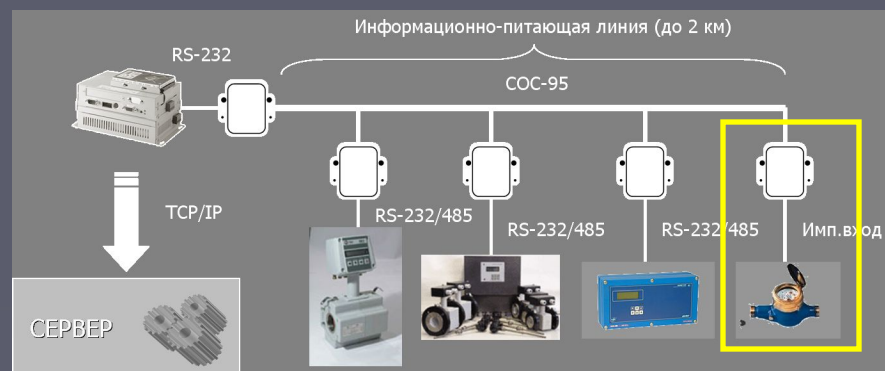 Информационно-питающая линия (до 2 км)
RS-232
СОС-95
TCP/IP
RS-232/485
RS-232/485
RS-232/485
Имп.вход
СЕРВЕР